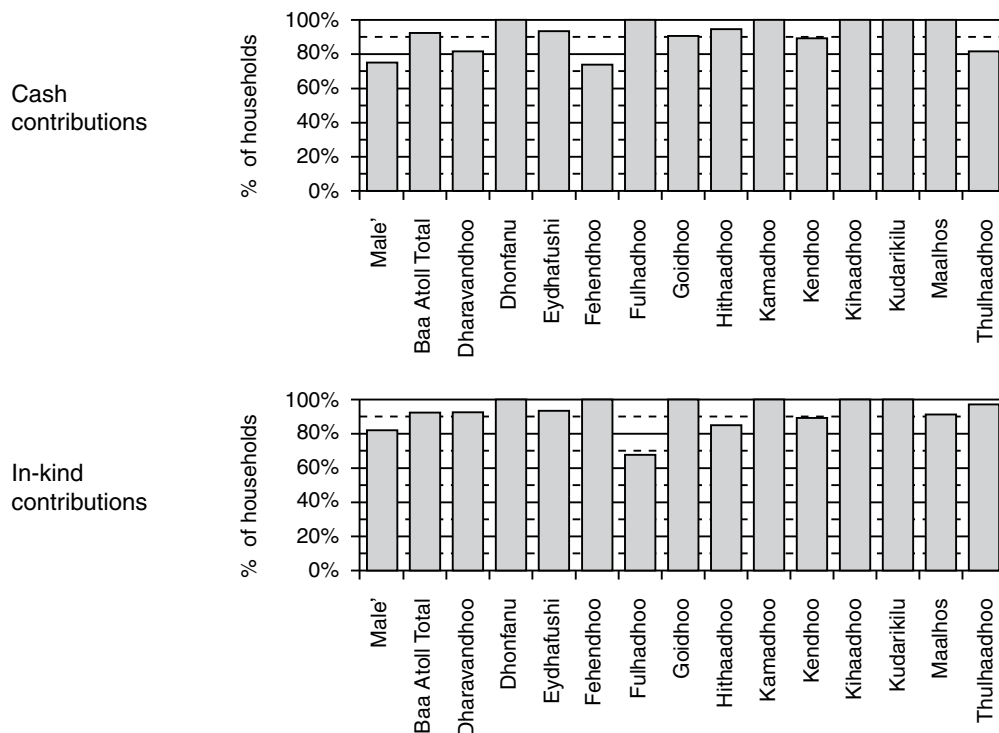 Cash
contributions
% of households
100%
80%
60%
40%
20%
0%
Male'
Baa Atoll Total
Dharavandhoo
Dhonfanu
Eydhafushi
Fehendhoo
Fulhadhoo
Goidhoo
Hithaadhoo
Kamadhoo
Kendhoo
Kihaadhoo
Kudarikilu
Maalhos
Thulhaadhoo
In-kind
contributions
% of households
100%
80%
60%
40%
20%
0%
Male'
Baa Atoll Total
Dharavandhoo
Dhonfanu
Eydhafushi
Fehendhoo
Fulhadhoo
Goidhoo
Hithaadhoo
Kamadhoo
Kendhoo
Kihaadhoo
Kudarikilu
Maalhos
Thulhaadhoo